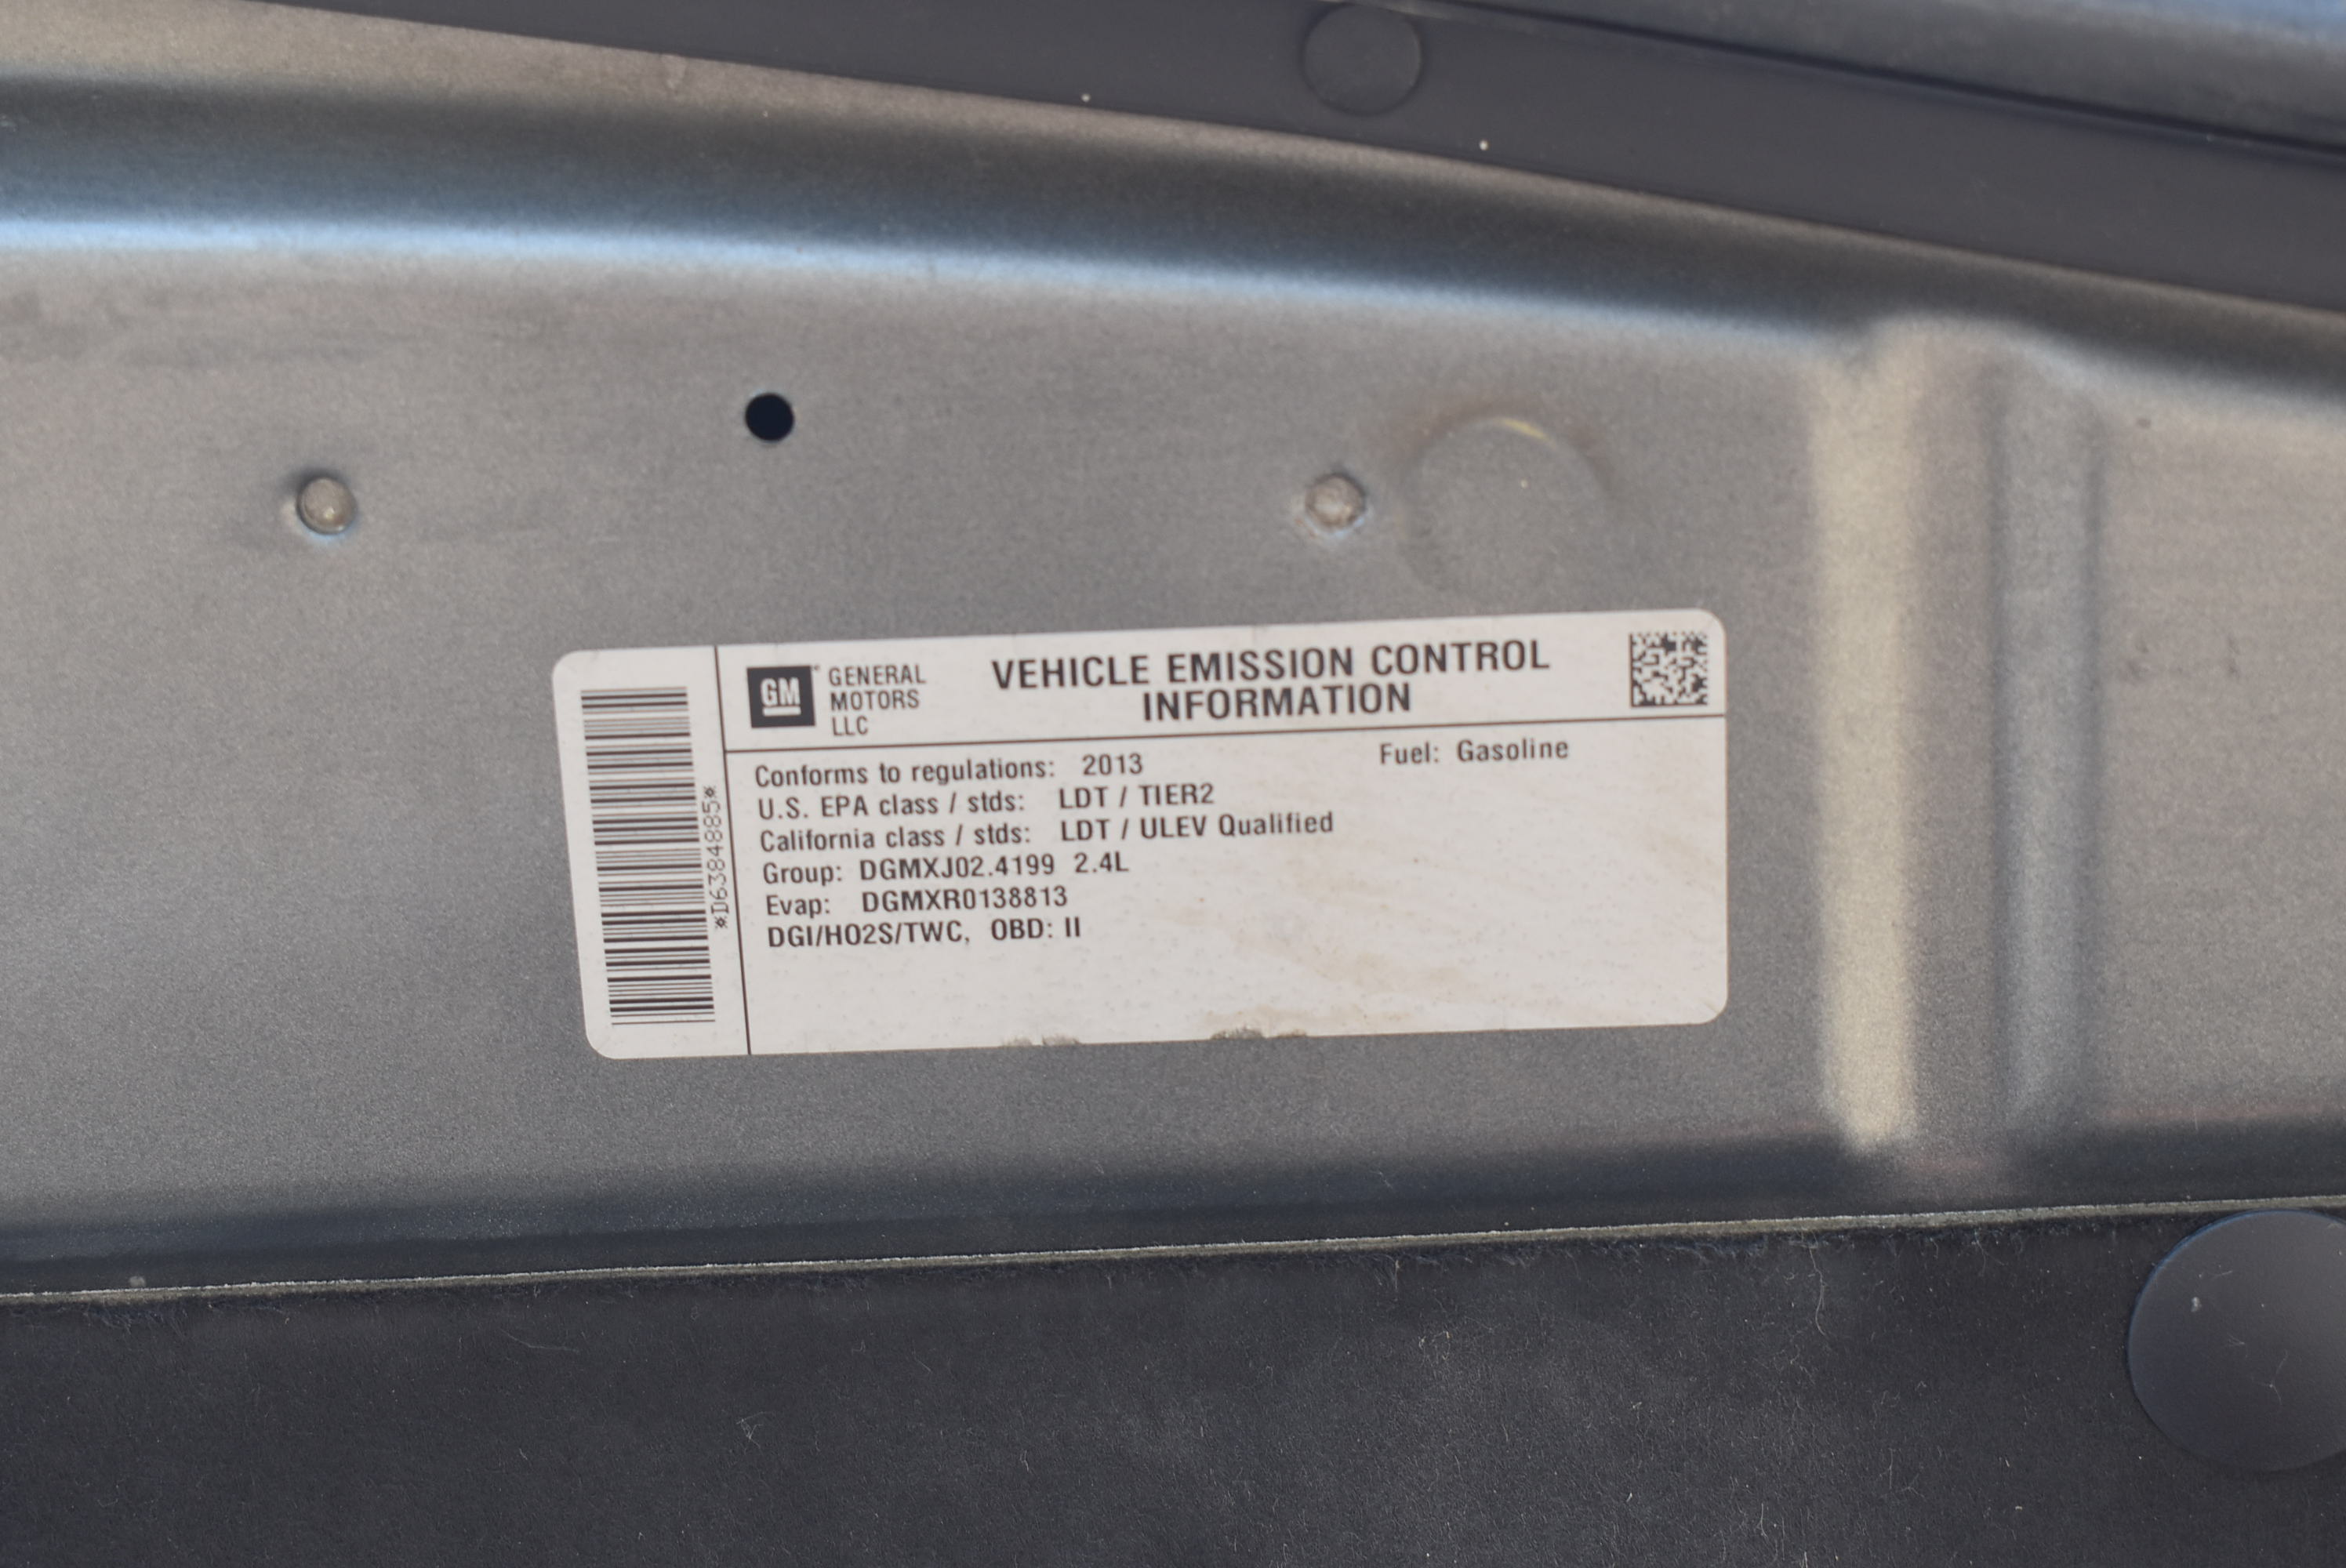 GM GENERAL
MOTORS
LLC
VEHICLE EMISSION CONTROL
INFORMATION
Conforms to regulations: 2013 Fuel: Gasoline
U.S. EPA class / stds: LDT / TIER2
California class / stds: LDT / ULEV Qualified
Group: DGMXJ02.4199 2.4L
Evap: DGMXR0138813
DGI/HO2S/TWC, OBD: II
*D63848885*